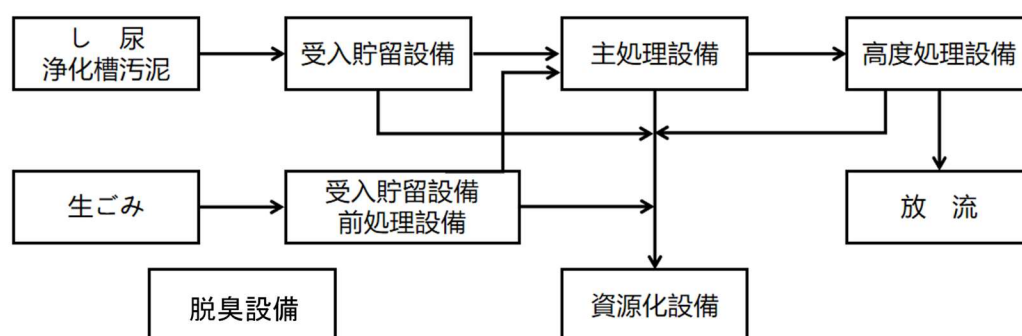 し　尿
浄化槽汚泥
受入貯留設備
主処理設備
高度処理設備
生ごみ
受入貯留設備
前処理設備
放　流
脱臭設備
資源化設備